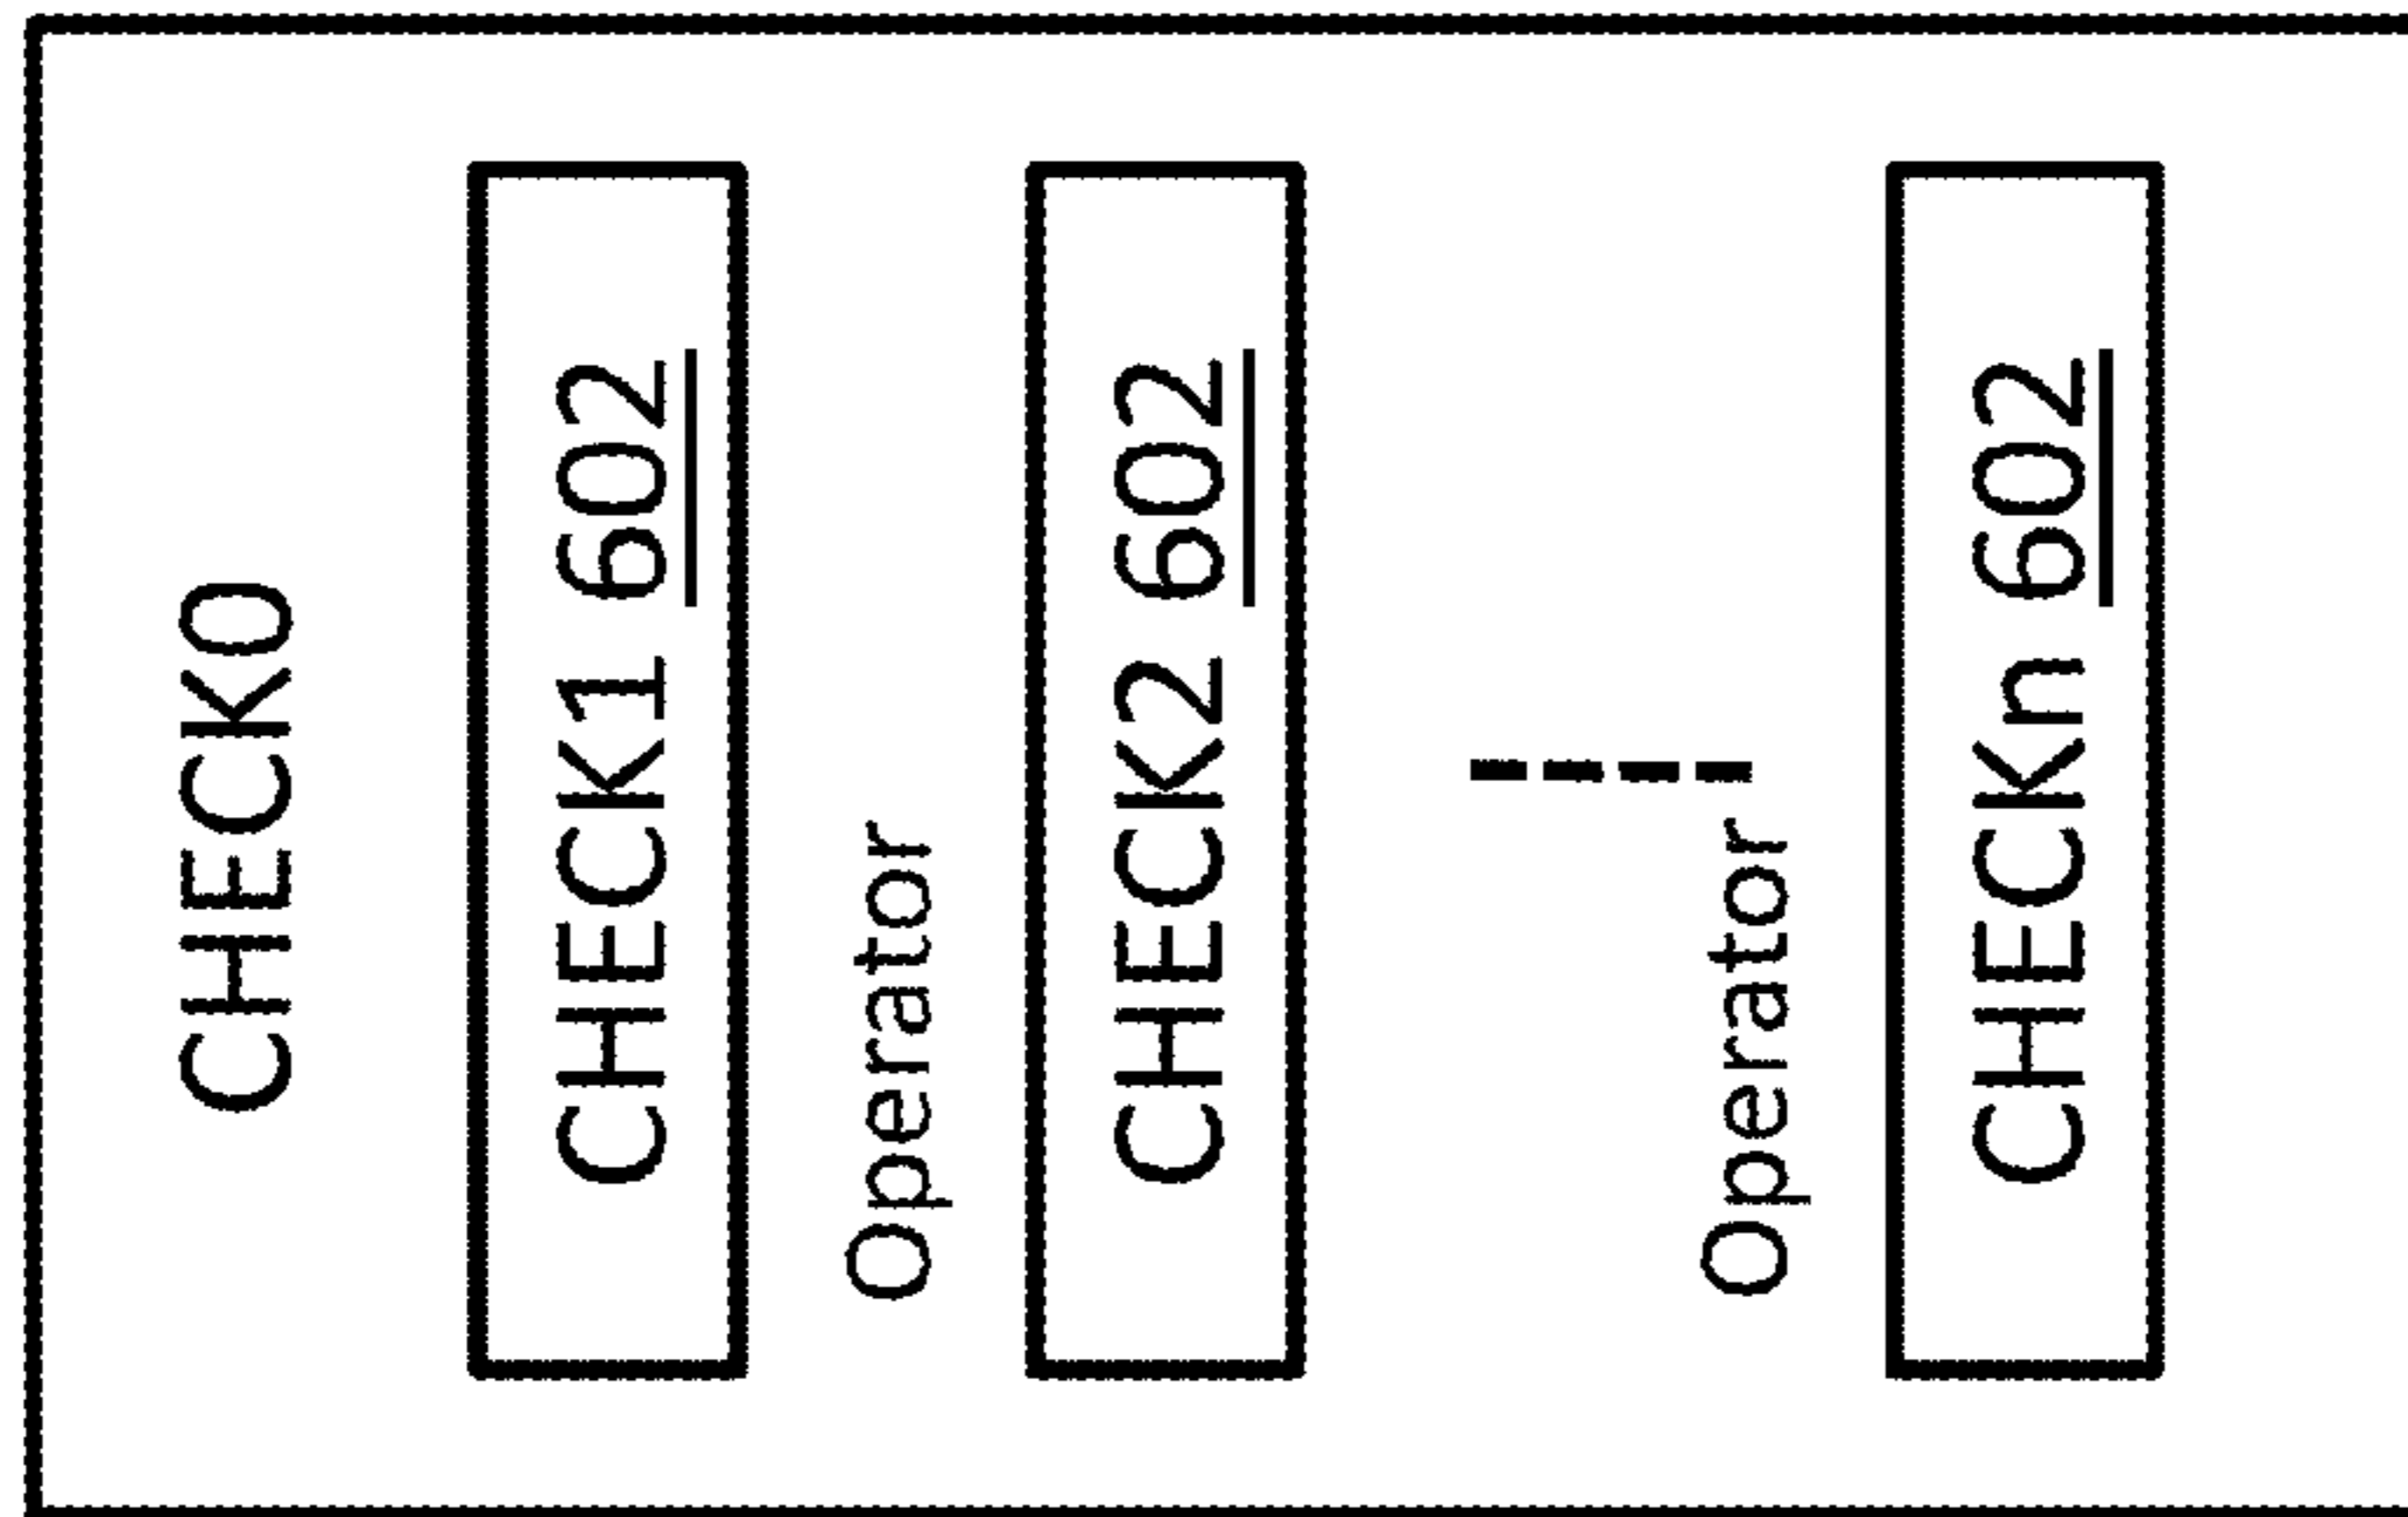 CHECK0
CHECK1 602
Operator
CHECK2 602
Operator
CHECKn 602